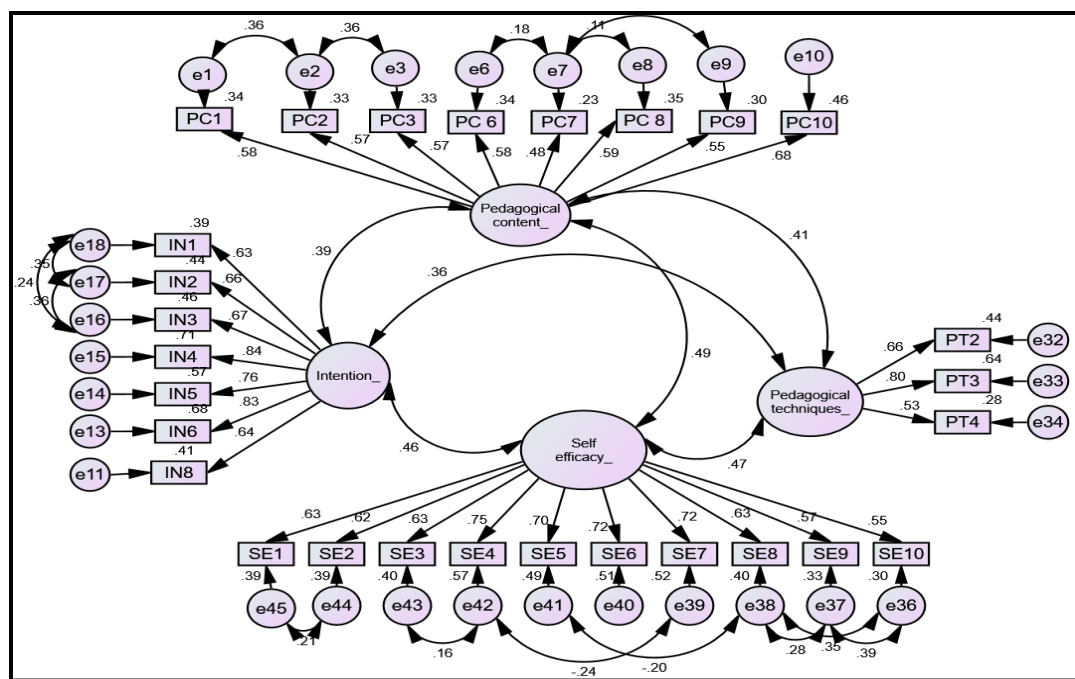 .36 .36 .18 .11
e1 e2 e3 e6 e7 e8 e9 e10
.34 .33 .33 .34 .23 .35 .30 .46
PC1 PC2 PC3 PC 6 PC7 PC 8 PC9 PC10
.58 .57 .57 .58 .48 .59 .55 .68
Pedagogical
content_
.39 .36 .41 .49
.39
e18 IN1 .63
.35 .44
.24 e17 IN2 .66
.36 .46
e16 IN3 .67
.71
e15 IN4 .84
.57
e14 IN5 .76
.68
e13 IN6 .83
.41 .64
e11 IN8
Intention_
.44
.66 PT2 e32
.64
.80 PT3 e33
.28
.53 PT4 e34
Pedagogical
techniques_
Self
efficacy_
.46 .47
.63 .62 .63 .75 .70 .72 .72 .63 .57 .55
SE1 SE2 SE3 SE4 SE5 SE6 SE7 SE8 SE9 SE10
.39 .39 .40 .57 .49 .51 .52 .40 .33 .30
e45 e44 e43 e42 e41 e40 e39 e38 e37 e36
.21 .16 -.24 -.20 .28 .35 .39